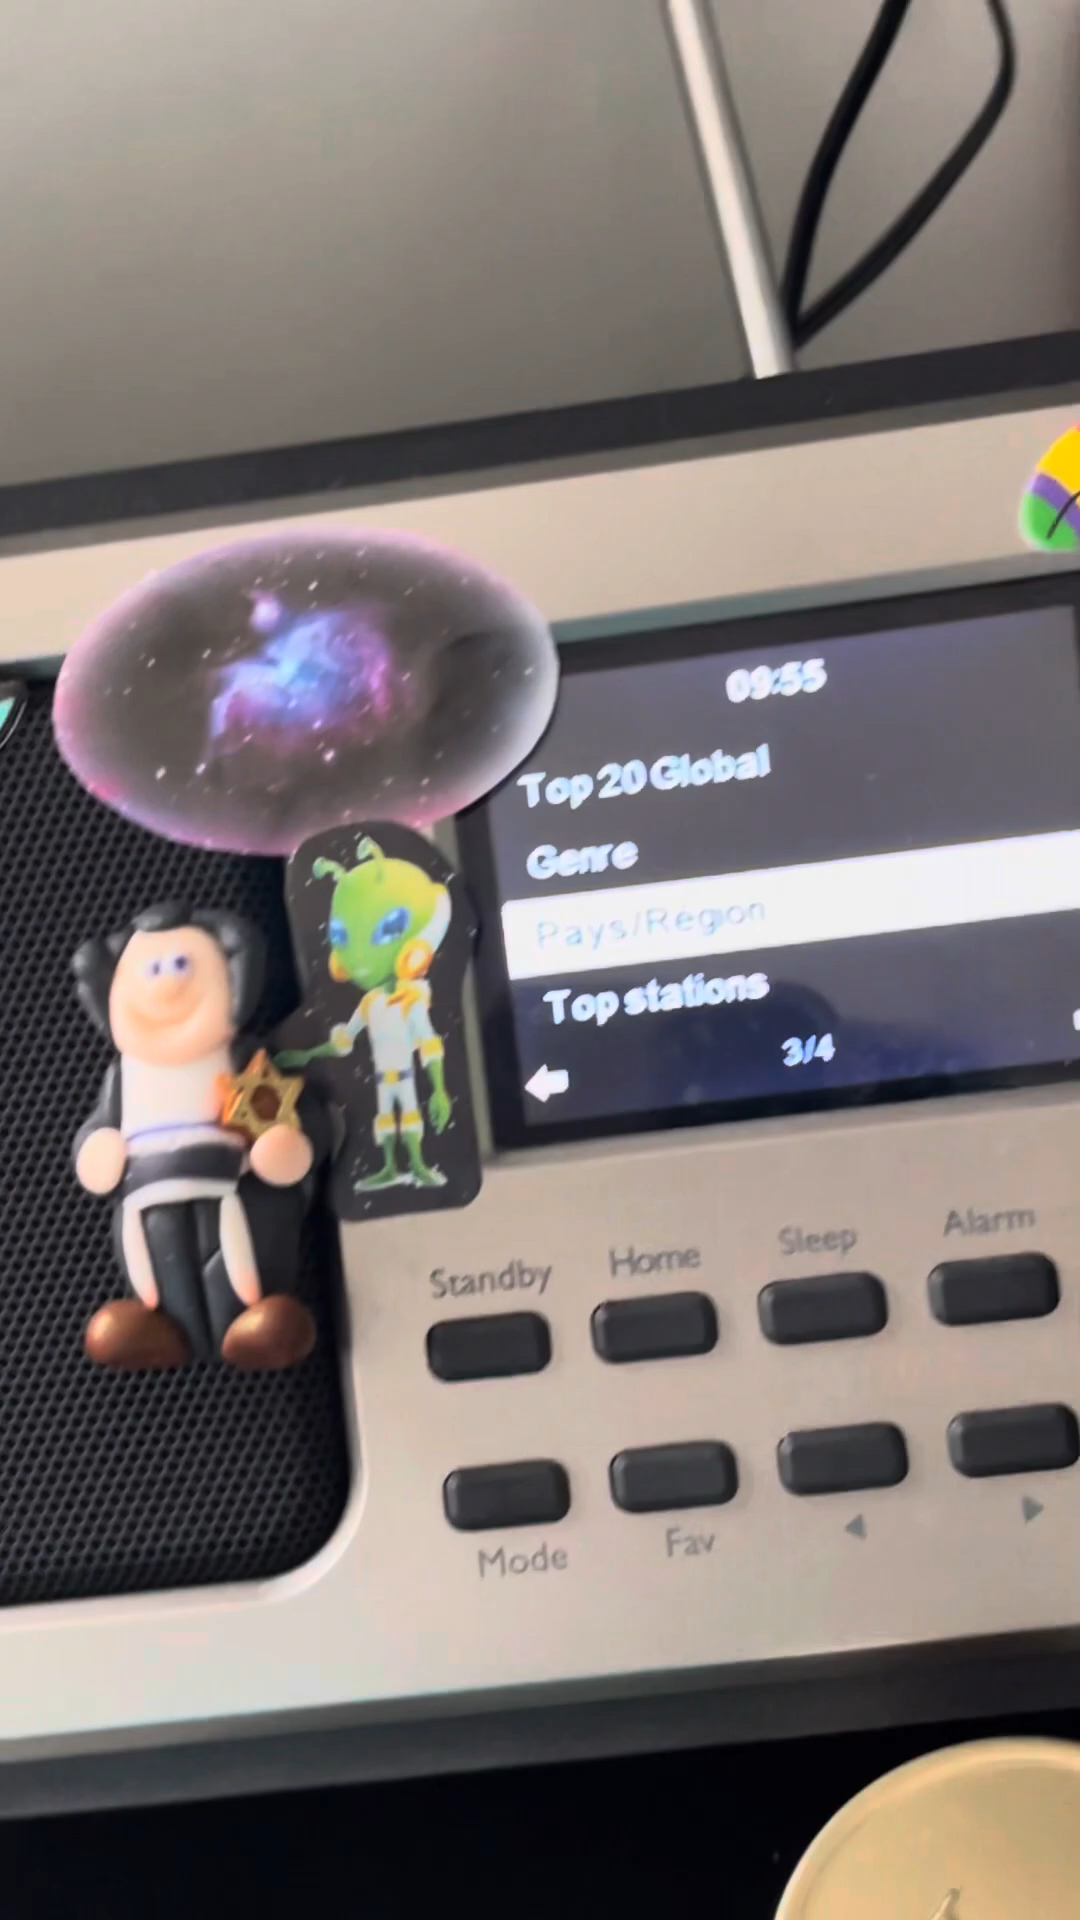 09:55
Top 20 Global
Genre
Pays/Région
Top stations
3/4
Standby
Home
Sleep
Alarm
Mode
Fav